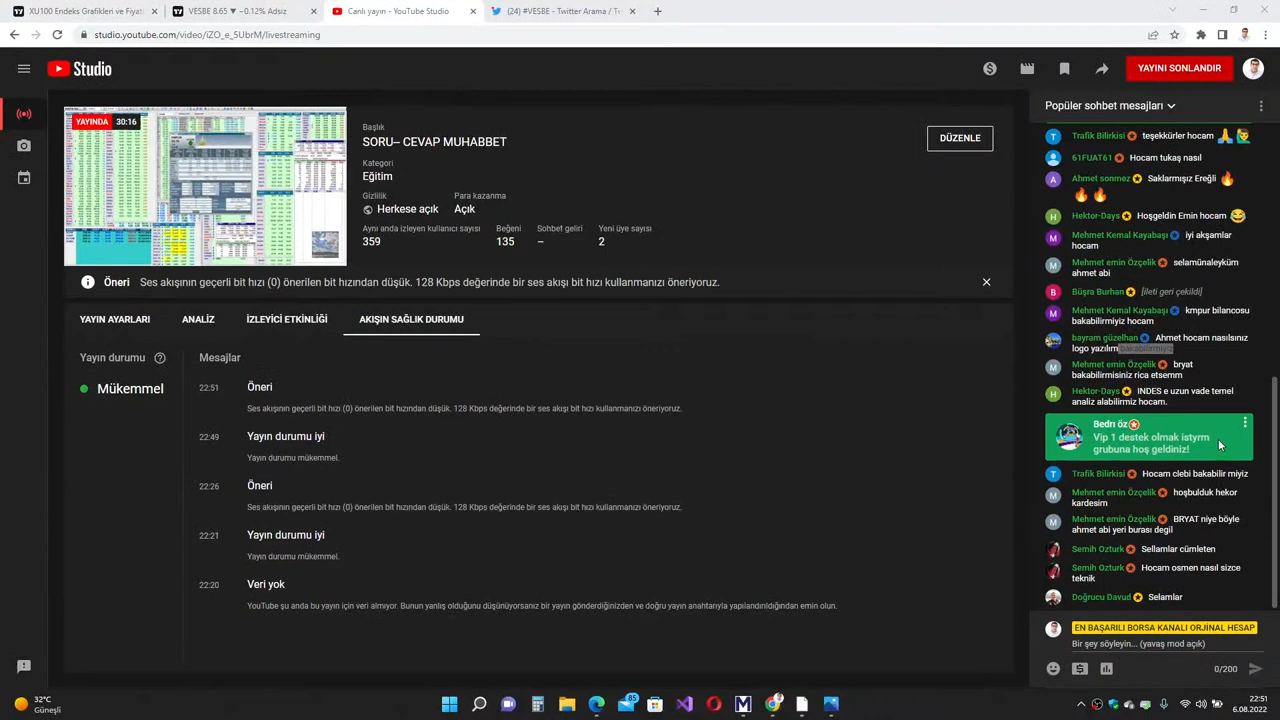 XU100 Endeks Grafikleri ve Fiyatl
VESBE 8.65 ▼ −0.12% Adsız
Canlı yayın - YouTube Studio
(24) #VESBE - Twitter Arama / Tw
studio.youtube.com/video/iZO_e_5UbrM/livestreaming
Studio
YAYINI SONLANDIR
YAYINDA 30:16
Başlık
SORU-- CEVAP MUHABBET
DÜZENLE
Kategori
Eğitim
Gizlilik
Para kazanma
Herkese açık
Açık
Şu anda izleyen kullanıcı sayısı
Beğeni
Sohbet geliri
Yeni üye sayısı
359
135
–
2
Öneri Ses akışının geçerli bit hızı (0) önerilen bit hızından düşük. 128 Kbps değerinde bir ses akışı bit hızı kullanmanızı öneriyoruz.
YAYIN AYARLARI
ANALİZ
İZLEYİCİ ETKİNLİĞİ
AKIŞIN SAĞLIK DURUMU
Yayın durumu
Mükemmel
Mesajlar
22:51 Öneri
Ses akışının geçerli bit hızı (0) önerilen bit hızından düşük. 128 Kbps değerinde bir ses akışı bit hızı kullanmanızı öneriyoruz.
22:49 Yayın durumu iyi
Yayın durumu mükemmel.
22:26 Öneri
Ses akışının geçerli bit hızı (0) önerilen bit hızından düşük. 128 Kbps değerinde bir ses akışı bit hızı kullanmanızı öneriyoruz.
22:21 Yayın durumu iyi
Yayın durumu mükemmel.
22:20 Veri yok
YouTube şu anda bu yayın için veri almıyor. Bunun yanlış olduğunu düşünüyorsanız bir yayın gönderdiğinizden ve doğru yayın anahtarıyla yapılandırıldığından emin olun.
Popüler sohbet mesajları
Trafik Bilirkisi teşekkürler hocam
61FUAT61 Hocam tudaş nasıl
Ahmet sonmez Saklarmışız Ereğli
Hektor-Days Hoşgeldin Emin hocam
Mehmet Kemal Kayabaşı iyi akşamlar
hocam
Mehmet emin Özçelik selamünaleyküm
ahmet abi
Büşra Burhan [ileti geri çekildi]
Mehmet Kemal Kayabaşı kmpur bilancosu
bakabilirmiyiz hocam
bayram güzelhan Ahmet hocam nasılsınız
logo yazılım bakabilirmiyiz
Mehmet emin Özçelik bryat
bakabilirmisiniz rica etsemm
Hektor-Days INDES e uzun vade temel
analiz alabilirmiz hocam.
Bedri öz
Vip 1 destek olmak istyrm
grubuna hoş geldiniz!
Trafik Bilirkisi Hocam clebi bakabilir miyiz
Mehmet emin Özçelik hoşbulduk hekor
kardesim
Mehmet emin Özçelik BRYAT niye böyle
ahmet abi yeri burası degil
Semih Ozturk Sellamlar cümleten
Semih Ozturk Hocam osmen nasıl sizce
teknik
Doğrucu Davud Selamlar
EN BAŞARILI BORSA KANALI ORJİNAL HESAP
Bir şey söyleyin... (yavaş mod açık)
0/200
32°C
Güneşli
85
22:51
6.08.2022